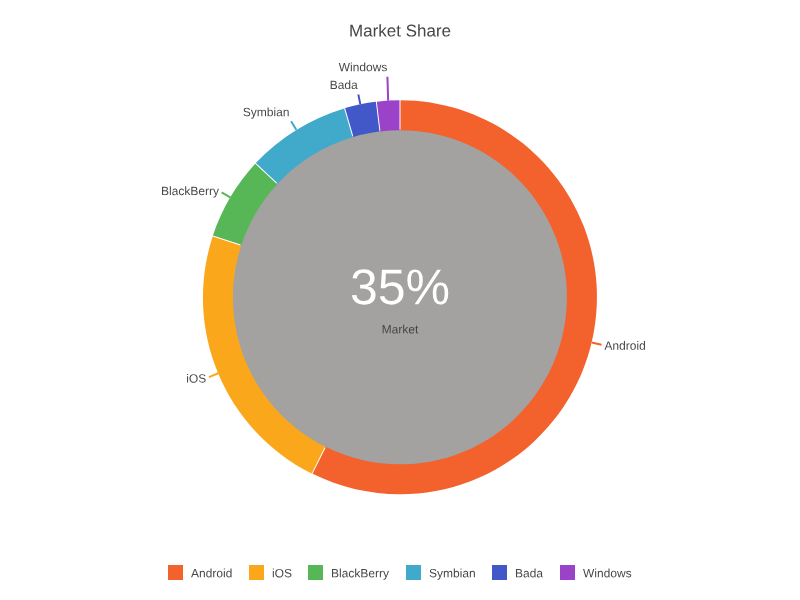 Market Share
Windows
Bada
Symbian
BlackBerry
35%
Market
Android
iOS
Android iOS BlackBerry Symbian Bada Windows